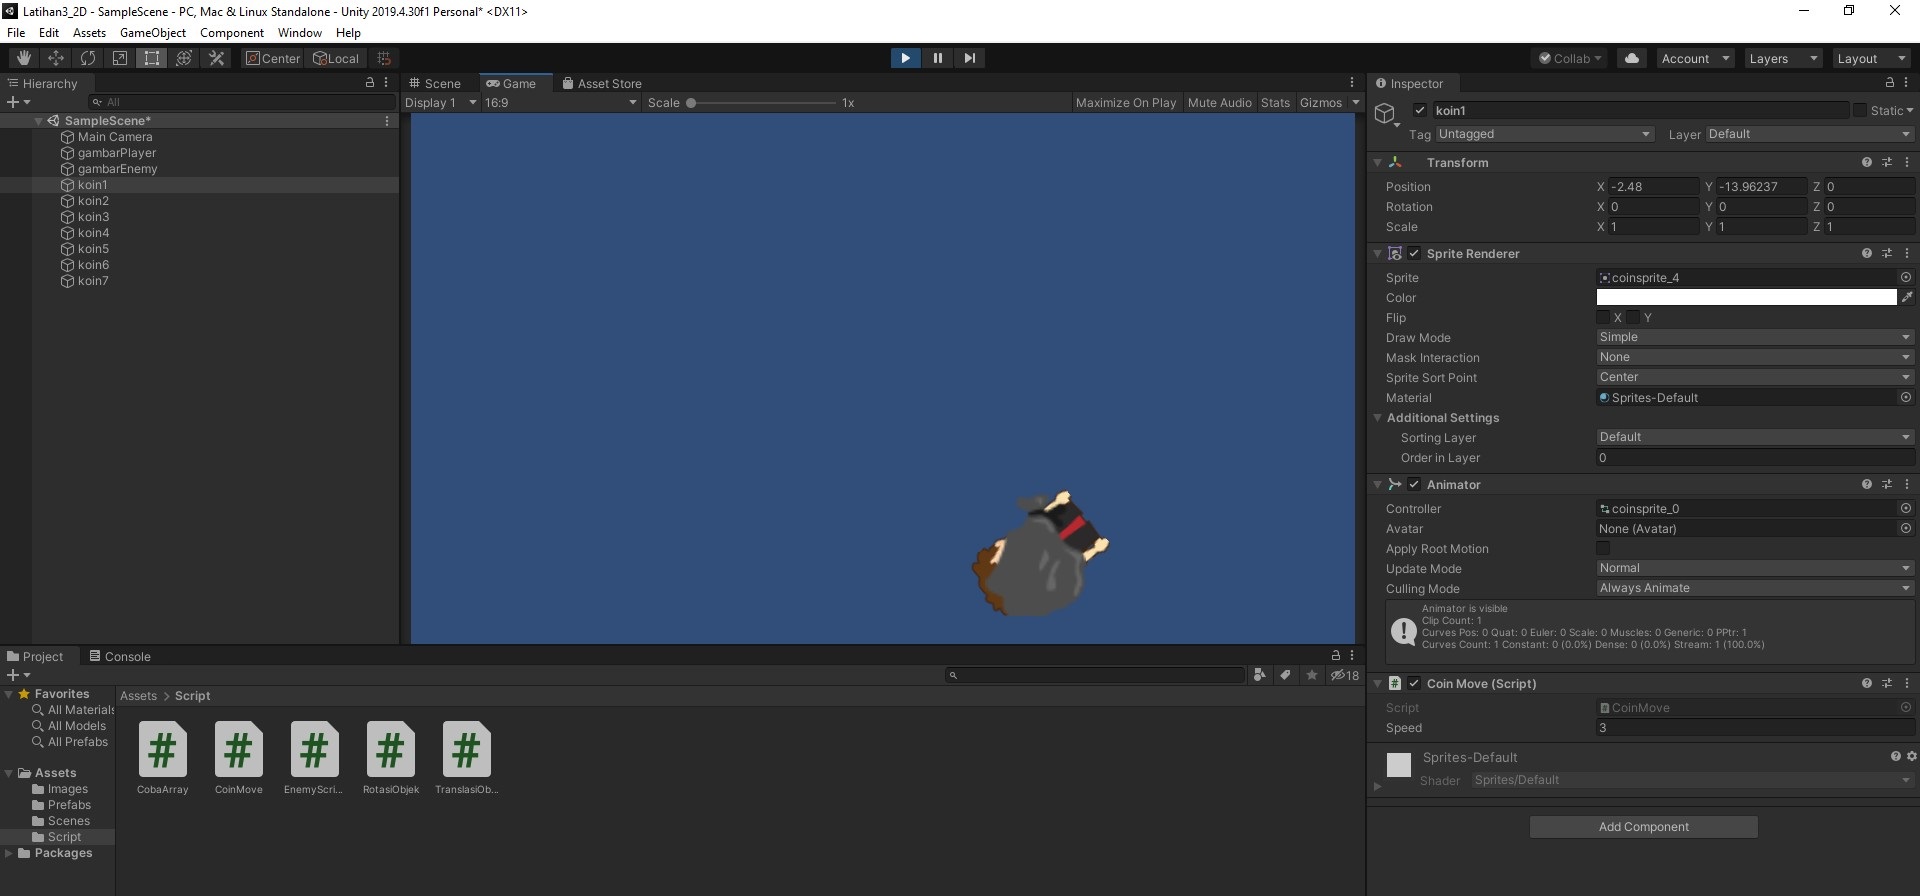 Latihan3_2D - SampleScene - PC, Mac & Linux Standalone - Unity 2019.4.30f1 Personal* <DX11>
File Edit Assets GameObject Component Window Help
Center Local Collab Account Layers Layout
Hierarchy
All
SampleScene*
Main Camera
gambarPlayer
gambarEnemy
koin1
koin2
koin3
koin4
koin5
koin6
koin7
Scene Game Asset Store
Display 1 16:9 Scale 1x Maximize On Play Mute Audio Stats Gizmos
Inspector
koin1 Static
Tag Untagged Layer Default
Transform
Position X -2.48 Y -13.96237 Z 0
Rotation X 0 Y 0 Z 0
Scale X 1 Y 1 Z 1
Sprite Renderer
Sprite coinsprite_4
Color
Flip X Y
Draw Mode Simple
Mask Interaction None
Sprite Sort Point Center
Material Sprites-Default
Additional Settings
Sorting Layer Default
Order in Layer 0
Animator
Controller coinsprite_0
Avatar None (Avatar)
Apply Root Motion
Update Mode Normal
Culling Mode Always Animate
Animator is visible
Clip Count: 1
Curves Pos: 0 Quat: 0 Euler: 0 Scale: 0 Muscles: 0 Generic: 0 PPtr: 1
Curves Count: 1 Constant: 0 (0.0%) Dense: 0 (0.0%) Stream: 1 (100.0%)
Coin Move (Script)
Script CoinMove
Speed 3
Sprites-Default
Shader Sprites/Default
Add Component
Project Console
18
Favorites
All Materials
All Models
All Prefabs
Assets
Images
Prefabs
Scenes
Script
Packages
Assets > Script
CobaArray CoinMove EnemyScri... RotasiObjek TranslasiOb...